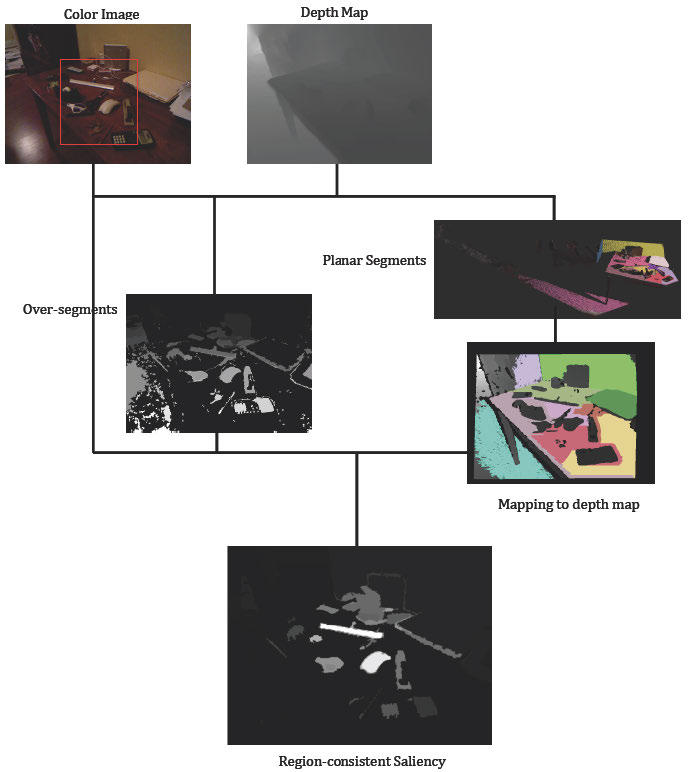 Color Image
Depth Map
Planar Segments
Over-segments
Mapping to depth map
Region-consistent Saliency